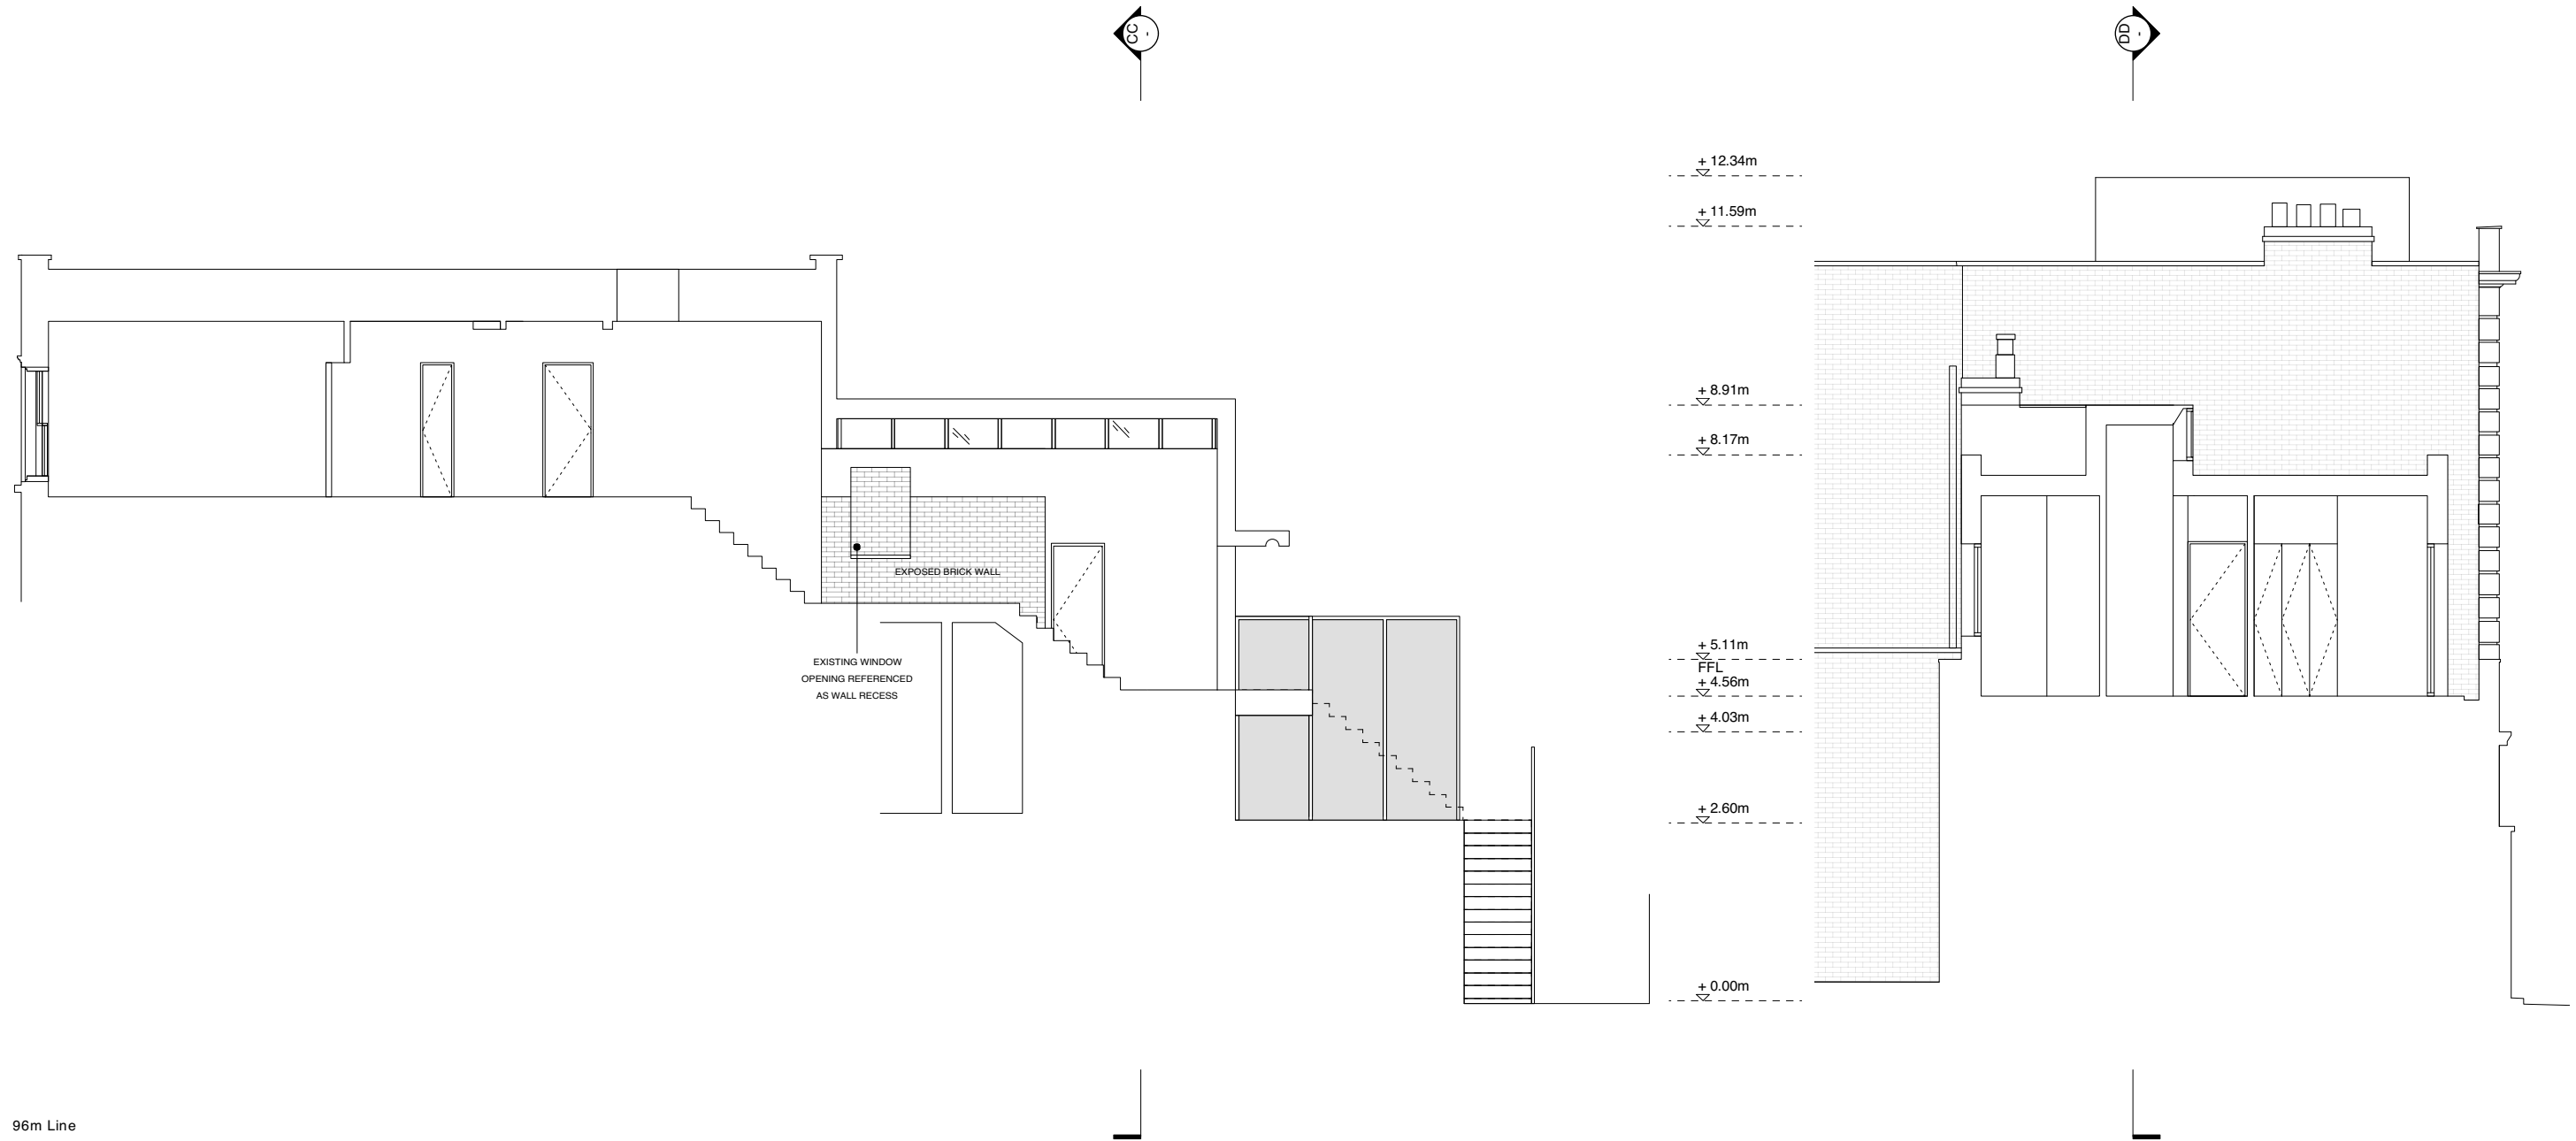 CC
-
DD
-
+ 12.34m
+ 11.59m
+ 8.91m
+ 8.17m
EXPOSED BRICK WALL
EXISTING WINDOW
OPENING REFERENCED
AS WALL RECESS
+ 5.11m
FFL
+ 4.56m
+ 4.03m
+ 2.60m
+ 0.00m
96m Line